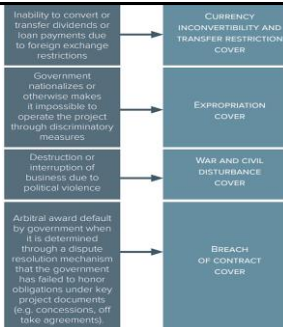 Inability to convert or
transfer dividends or
loan payments due
to foreign exchange
restrictions
CURRENCY
INCONVERTIBILITY AND
TRANSFER RESTRICTION
COVER
Government
nationalizes or
otherwise makes
it impossible to
operate the project
through discriminatory
measures
EXPROPRIATION
COVER
Destruction or
interruption of
business due to
political violence
WAR AND CIVIL
DISTURBANCE
COVER
Arbitral award default
by government when
it is determined
through a dispute
resolution mechanism
that the government
has failed to honor
obligations under key
project documents
(e.g. concessions, off
take agreements).
BREACH
OF CONTRACT
COVER